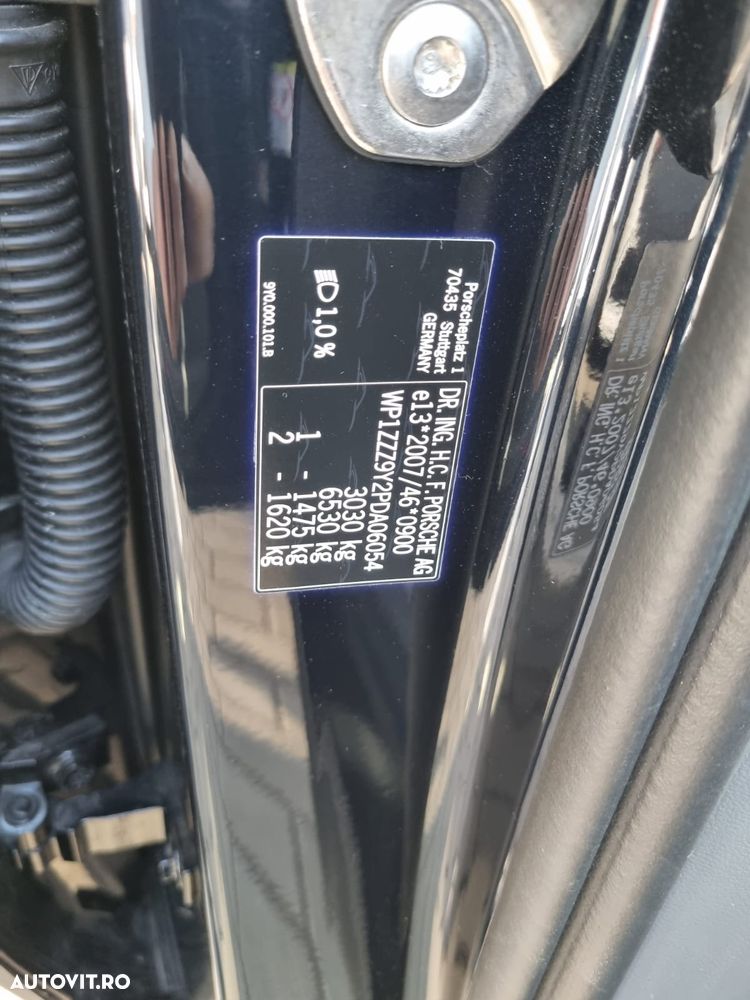 DR. ING. H.C. F. PORSCHE AG
e13*2007/46*0900
WP1ZZZ9Y2PDA06054
3030 kg
6530 kg
1 - 1475 kg
2 - 1620 kg
Porscheplatz 1
70435 Stuttgart
GERMANY
1,0%
9Y0.000.101.B
AUTOVIT.RO